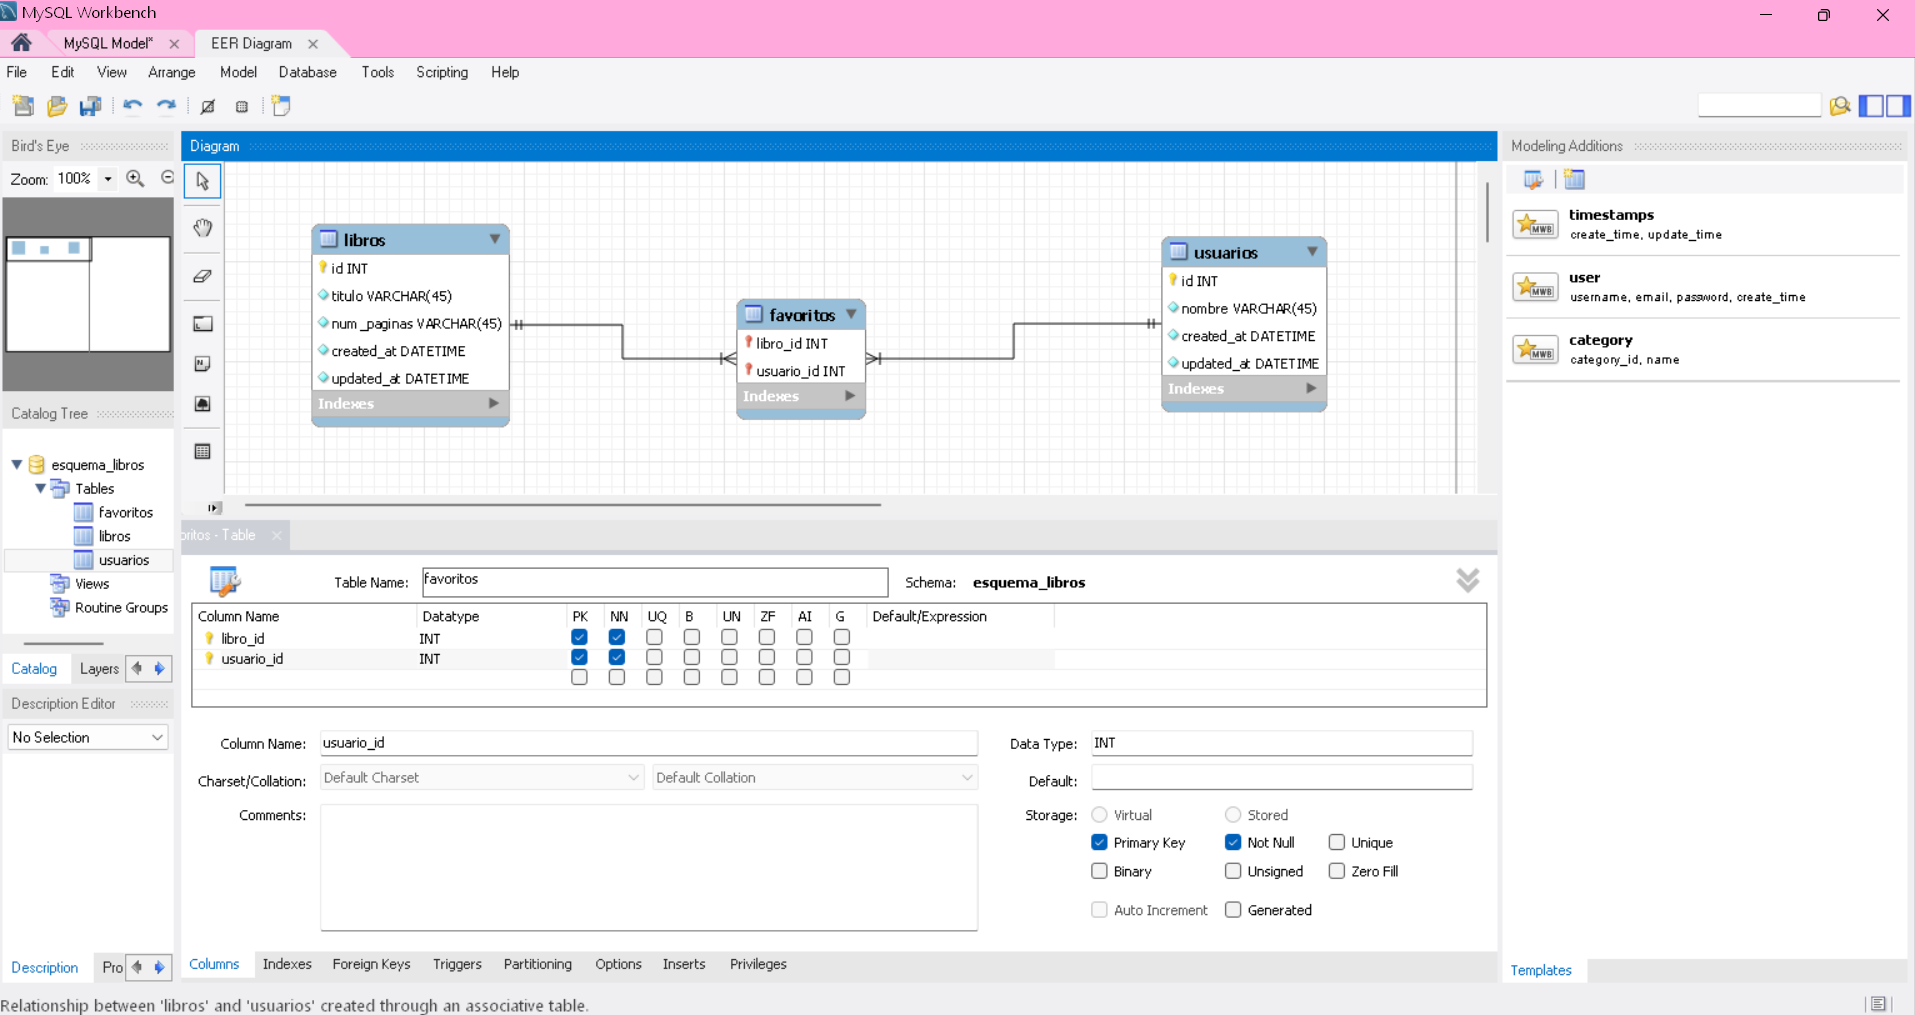 MySQL Workbench
MySQL Model*
EER Diagram
File Edit View Arrange Model Database Tools Scripting Help
Bird's Eye
Zoom: 100%
Diagram
Modeling Additions
timestamps
create_time, update_time
user
username, email, password, create_time
category
category_id, name
libros
id INT
titulo VARCHAR(45)
num_paginas VARCHAR(45)
created_at DATETIME
updated_at DATETIME
Indexes
favoritos
libro_id INT
usuario_id INT
Indexes
usuarios
id INT
nombre VARCHAR(45)
created_at DATETIME
updated_at DATETIME
Indexes
Catalog Tree
esquema_libros
Tables
favoritos
libros
usuarios
Views
Routine Groups
Catalog Layers
Description Editor
No Selection
Description Pro
oritos - Table
Table Name: favoritos Schema: esquema_libros
Column Name Datatype PK NN UQ B UN ZF AI G Default/Expression
libro_id INT
usuario_id INT
Column Name: usuario_id Data Type: INT
Charset/Collation: Default Charset Default Collation Default:
Comments: Storage: Virtual Stored
Primary Key Not Null Unique
Binary Unsigned Zero Fill
Auto Increment Generated
Columns Indexes Foreign Keys Triggers Partitioning Options Inserts Privileges
Templates
Relationship between 'libros' and 'usuarios' created through an associative table.